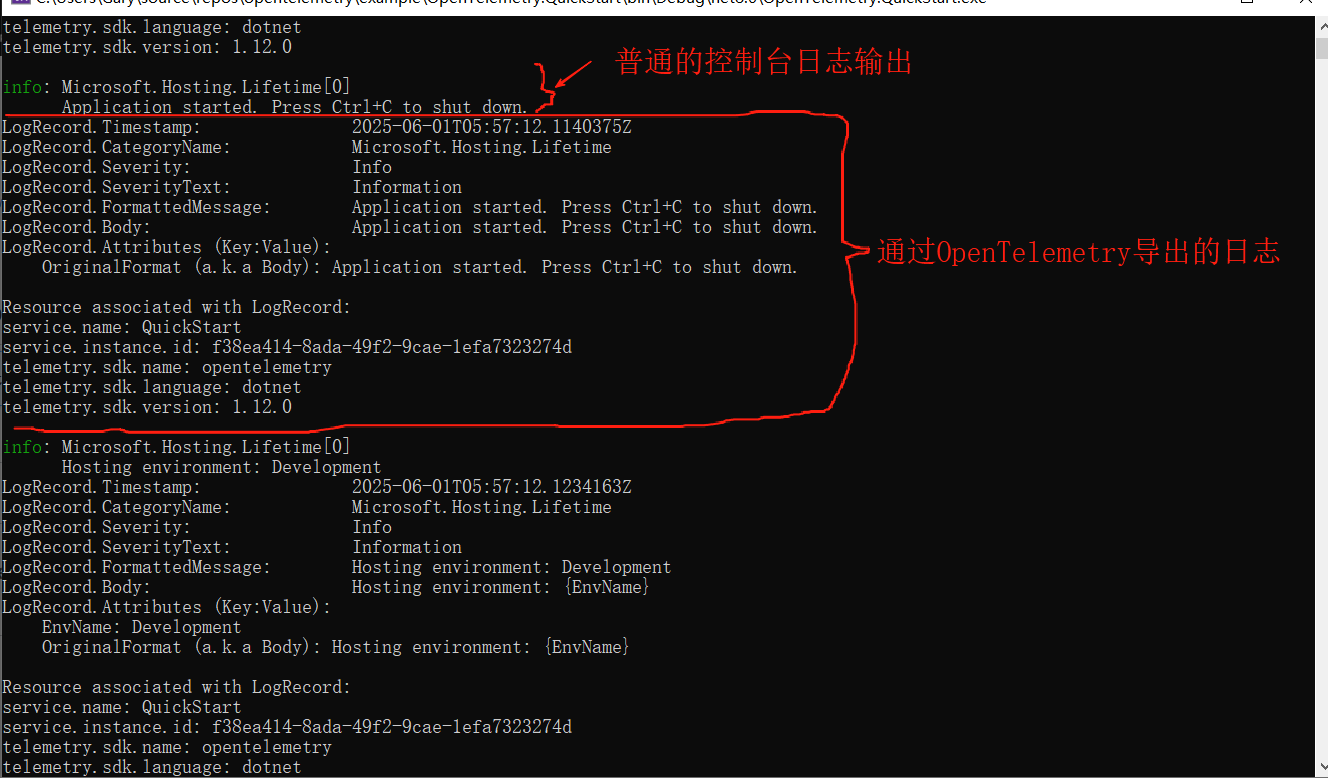 C:\Users\Gary\source\repos\Opentelemetry\example\OpenTelemetry.QuickStart\bin\Debug\net6.0\OpenTelemetry.QuickStart.exe
telemetry.sdk.language: dotnet
telemetry.sdk.version: 1.12.0
普通的控制台日志输出
info: Microsoft.Hosting.Lifetime[0]
Application started. Press Ctrl+C to shut down.
LogRecord.Timestamp: 2025-06-01T05:57:12.1140375Z
LogRecord.CategoryName: Microsoft.Hosting.Lifetime
LogRecord.Severity: Info
LogRecord.SeverityText: Information
LogRecord.FormattedMessage: Application started. Press Ctrl+C to shut down.
LogRecord.Body: Application started. Press Ctrl+C to shut down.
LogRecord.Attributes (Key:Value):
通过OpenTelemetry导出的日志
OriginalFormat (a.k.a Body): Application started. Press Ctrl+C to shut down.
Resource associated with LogRecord:
service.name: QuickStart
service.instance.id: f38ea414-8ada-49f2-9cae-1efa7323274d
telemetry.sdk.name: opentelemetry
telemetry.sdk.language: dotnet
telemetry.sdk.version: 1.12.0
info: Microsoft.Hosting.Lifetime[0]
Hosting environment: Development
LogRecord.Timestamp: 2025-06-01T05:57:12.1234163Z
LogRecord.CategoryName: Microsoft.Hosting.Lifetime
LogRecord.Severity: Info
LogRecord.SeverityText: Information
LogRecord.FormattedMessage: Hosting environment: Development
LogRecord.Body: Hosting environment: {EnvName}
LogRecord.Attributes (Key:Value):
EnvName: Development
OriginalFormat (a.k.a Body): Hosting environment: {EnvName}
Resource associated with LogRecord:
service.name: QuickStart
service.instance.id: f38ea414-8ada-49f2-9cae-1efa7323274d
telemetry.sdk.name: opentelemetry
telemetry.sdk.language: dotnet